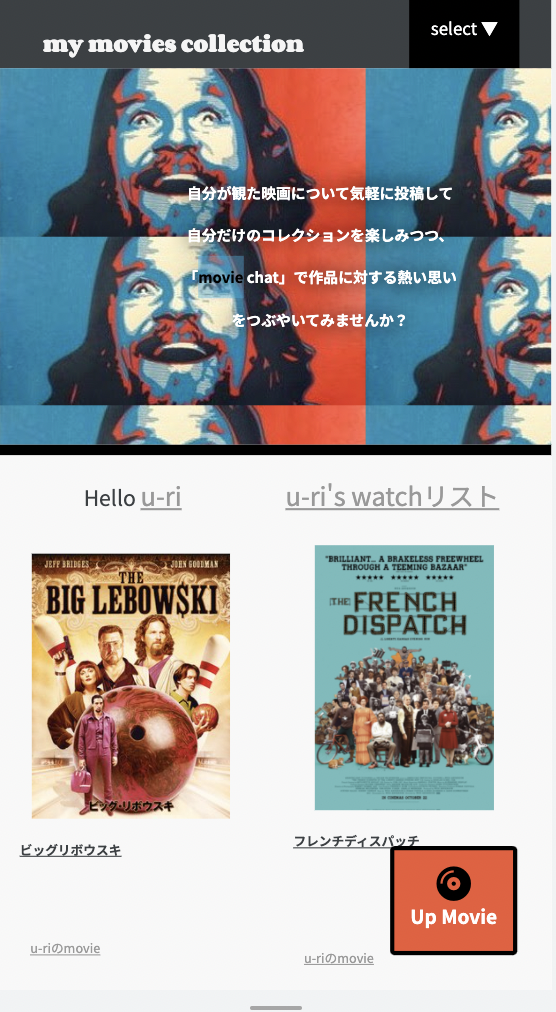 my movies collection
select ▼
自分が観た映画について気軽に投稿して
自分だけのコレクションを楽しみつつ、
「movie chat」で作品に対する熱い思い
をつぶやいてみませんか？
Hello u-ri
u-ri's watchリスト
JEFF BRIDGES JOHN GOODMAN
THE
BIG LEBOWSKI
ビッグ・リボウスキ
"BRILLIANT... A BRAKELESS FREEWHEEL
THROUGH A TEEMING BAZAAR"
★★★★★ ★★★★★ ★★★★★
THE FRENCH
DISPATCH
IN CINEMAS OCTOBER 22
ビッグリボウスキ
フレンチディスパッチ
Up Movie
u-riのmovie
u-riのmovie